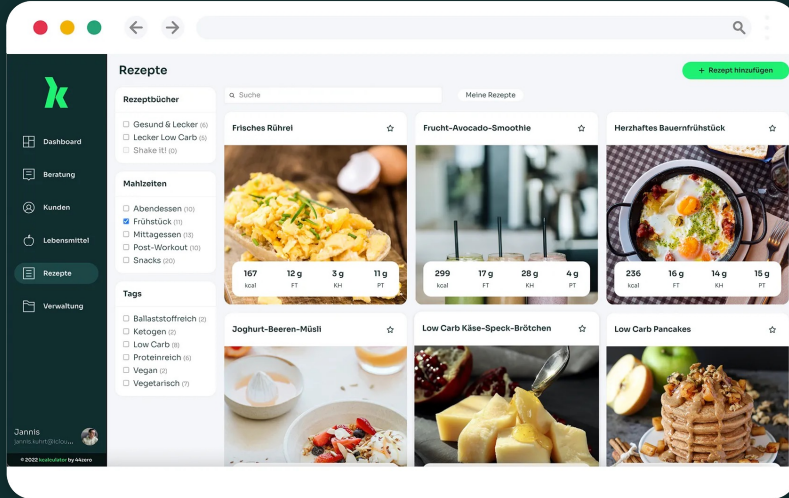 Rezepte
+ Rezept hinzufügen
Rezeptbücher
Gesund & Lecker (6)
Lecker Low Carb (5)
Shake it! (0)
Suche
Meine Rezepte
Dashboard
Beratung
Kunden
Lebensmittel
Rezepte
Verwaltung
Mahlzeiten
Abendessen (10)
Frühstück (11)
Mittagessen (13)
Post-Workout (10)
Snacks (20)
Tags
Ballaststoffreich (2)
Ketogen (2)
Low Carb (8)
Proteinreich (6)
Vegan (2)
Vegetarisch (7)
Frisches Rührei
167 12 g 3 g 11 g
kcal FT KH PT
Frucht-Avocado-Smoothie
299 17 g 28 g 4 g
kcal FT KH PT
Herzhaftes Bauernfrühstück
236 16 g 14 g 15 g
kcal FT KH PT
Joghurt-Beeren-Müsli
Low Carb Käse-Speck-Brötchen
Low Carb Pancakes
Jannis
jannis.kuhrt@iclou...
© 2022 kcalculator by 44zero